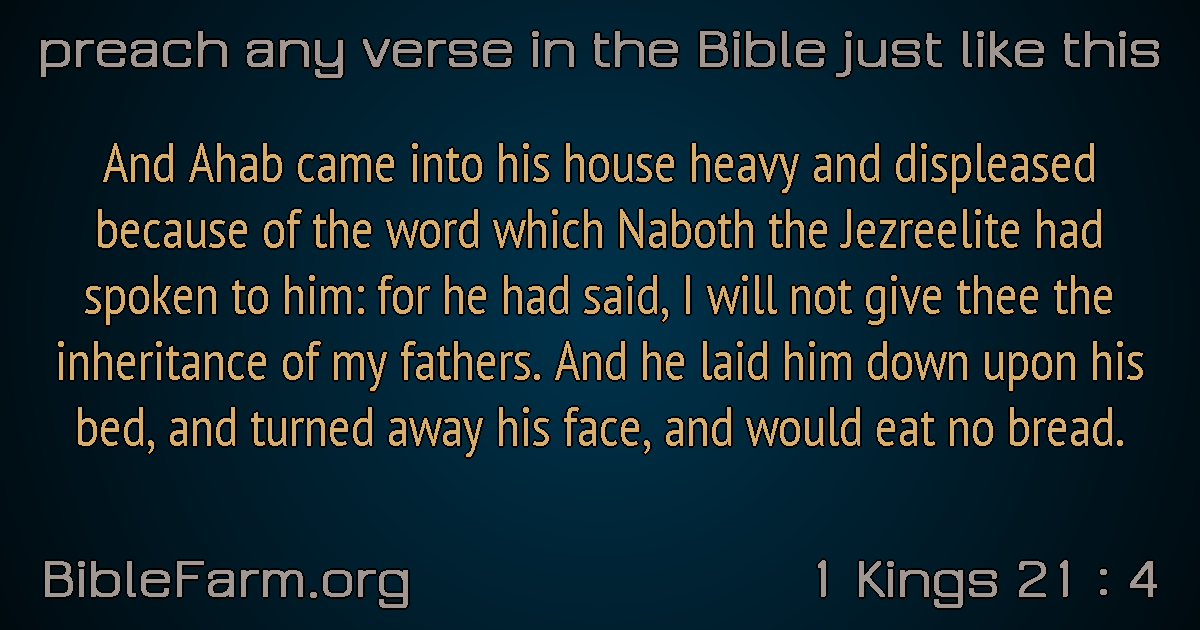 preach any verse in the Bible just like this
And Ahab came into his house heavy and displeased
because of the word which Naboth the Jezreelite had
spoken to him: for he had said, I will not give thee the
inheritance of my fathers. And he laid him down upon his
bed, and turned away his face, and would eat no bread.
BibleFarm.org
1 Kings 21 : 4